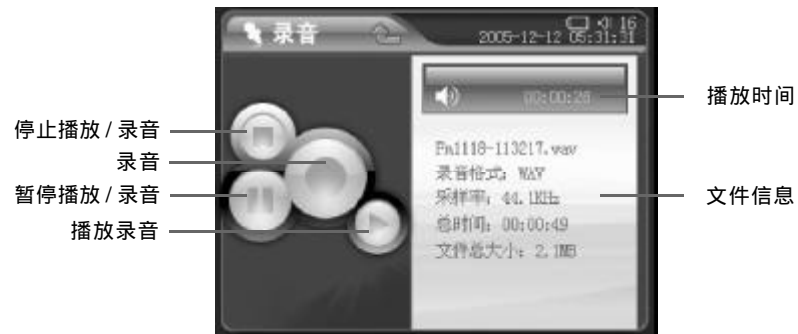 录音
16
2005-12-12 05:31:31
00:00:26
播放时间
停止播放 / 录音
录音
暂停播放 / 录音
播放录音
Fm1118-113217.wav
录音格式: WAV
采样率: 44.1KHz
总时间: 00:00:49
文件总大小: 2.1MB
文件信息